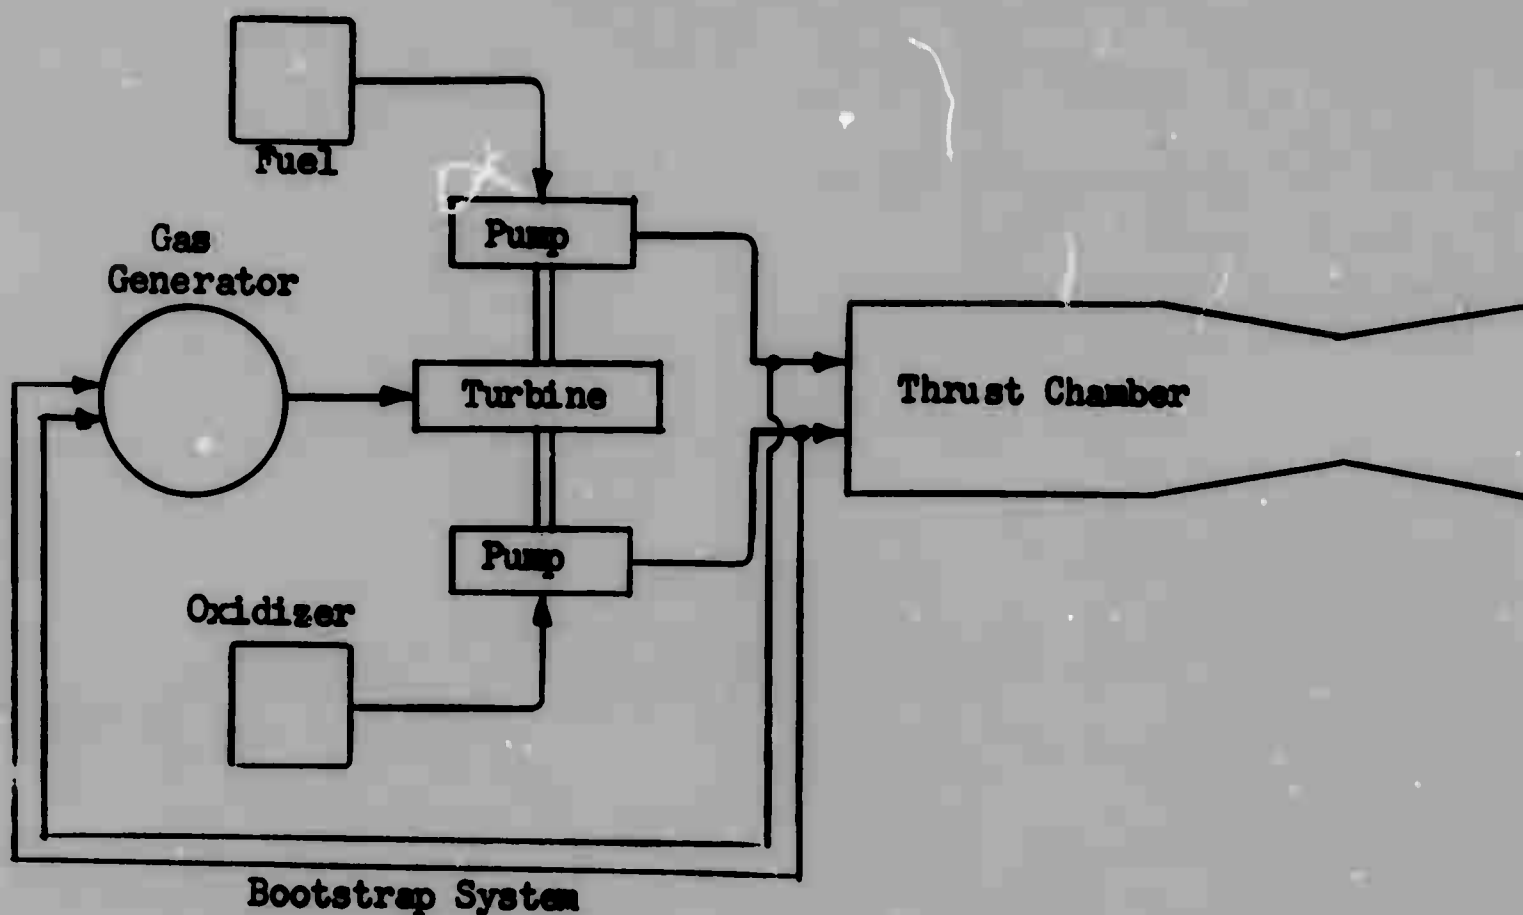 Fuel
Pump
Gas
Generator
Turbine
Thrust Chamber
Pump
Oxidizer
Bootstrap System